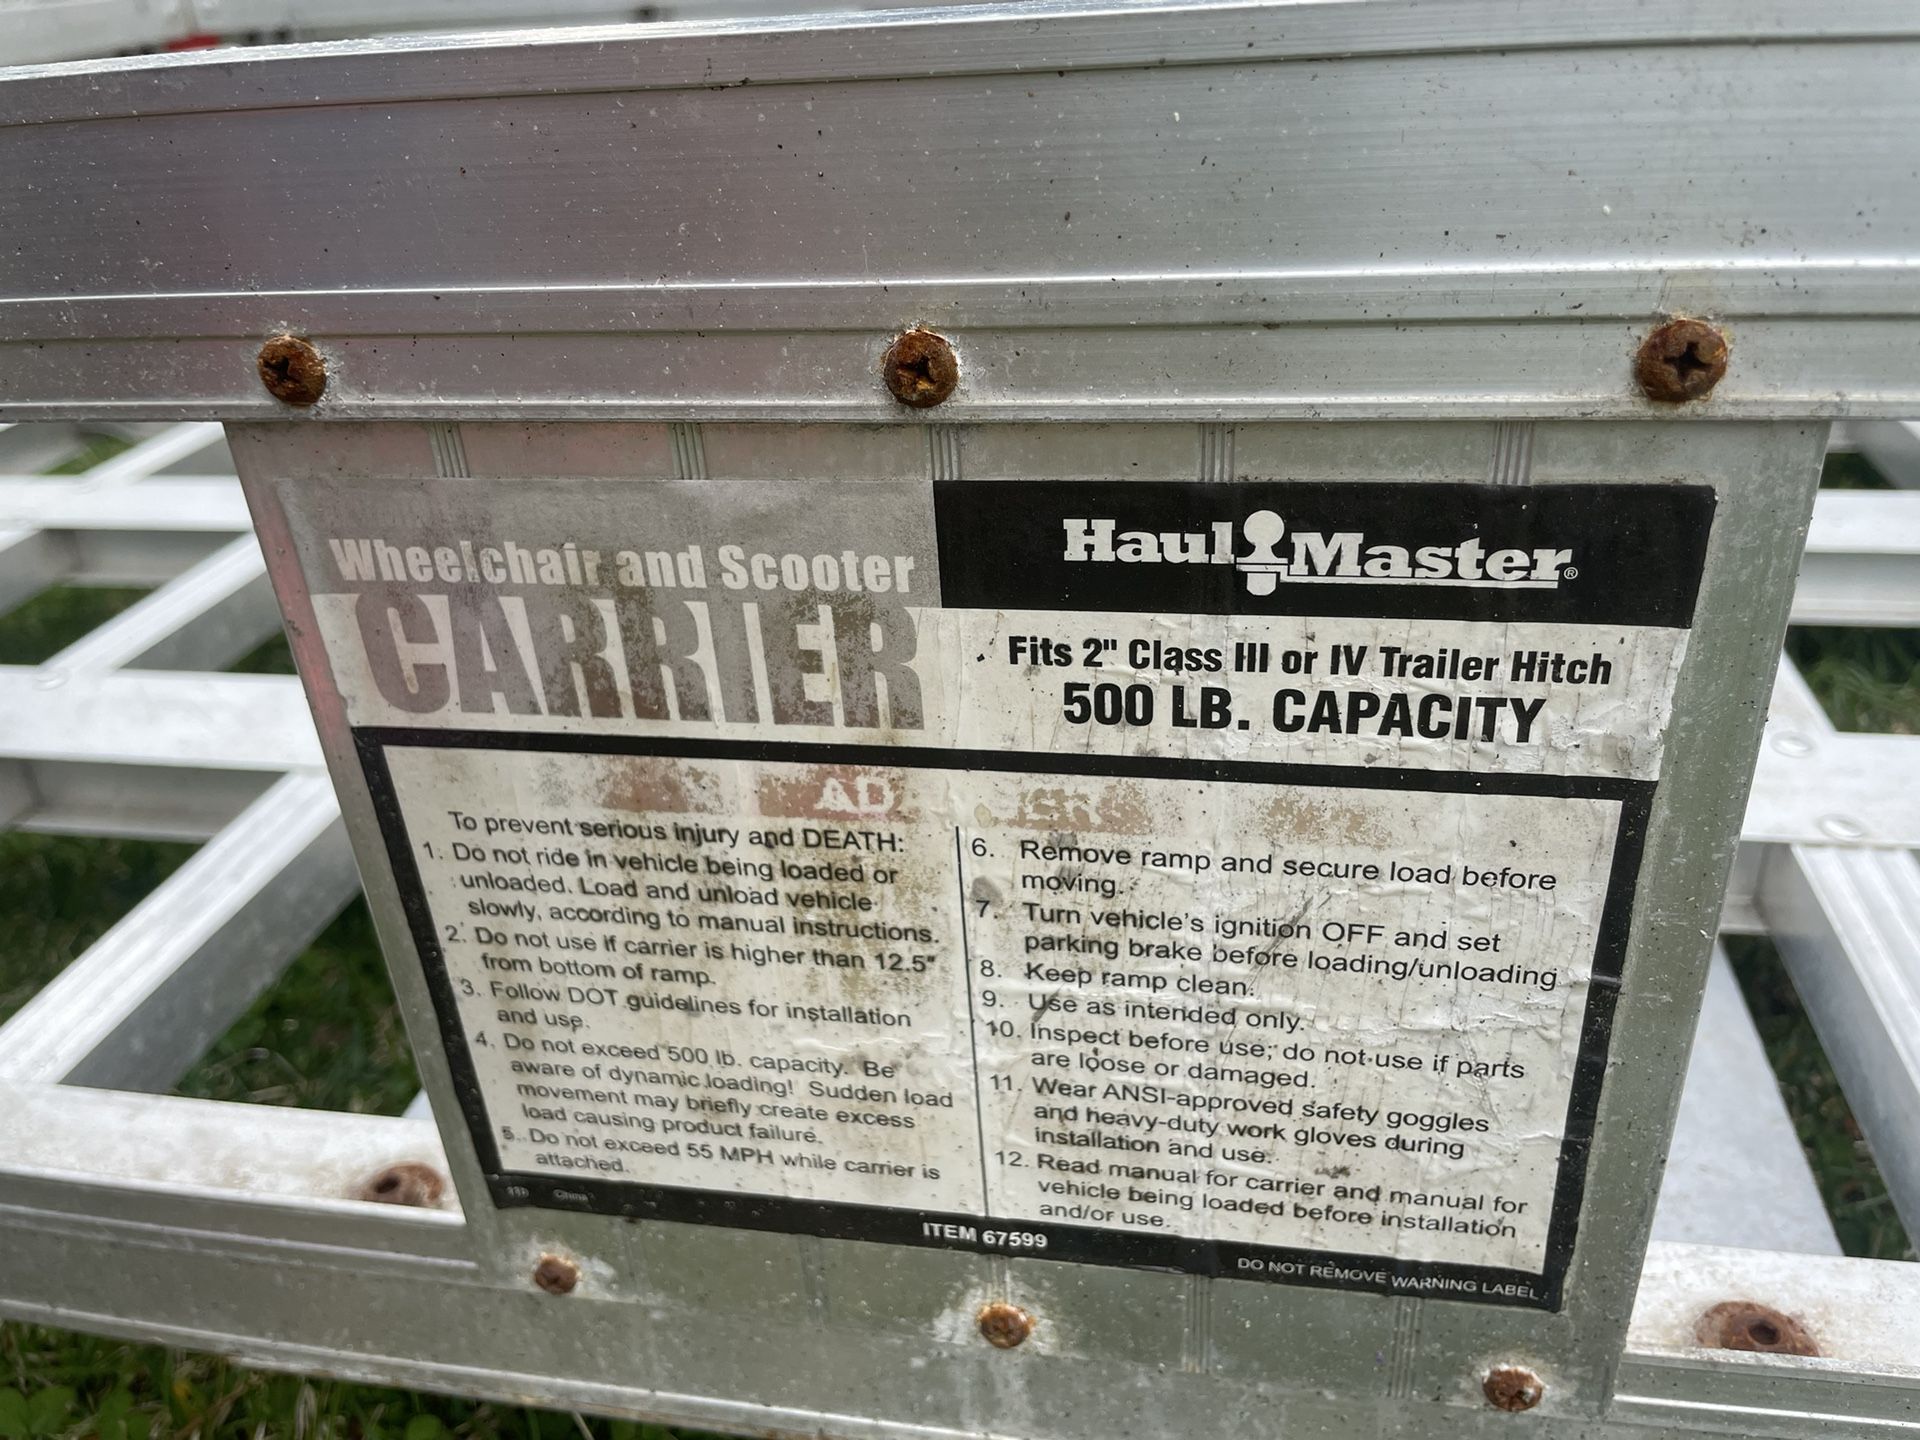 Wheelchair and Scooter
CARRIER
Haul Master®
Fits 2" Class III or IV Trailer Hitch
500 LB. CAPACITY
To prevent serious injury and DEATH:
1. Do not ride in vehicle being loaded or
unloaded. Load and unload vehicle
slowly, according to manual instructions.
2. Do not use if carrier is higher than 12.5"
from bottom of ramp.
3. Follow DOT guidelines for installation
and use.
4. Do not exceed 500 lb. capacity. Be
aware of dynamic loading! Sudden load
movement may briefly create excess
load causing product failure.
5. Do not exceed 55 MPH while carrier is
attached.
6. Remove ramp and secure load before
moving.
7. Turn vehicle's ignition OFF and set
parking brake before loading/unloading
8. Keep ramp clean.
9. Use as intended only.
10. Inspect before use; do not use if parts
are loose or damaged.
11. Wear ANSI-approved safety goggles
and heavy-duty work gloves during
installation and use.
12. Read manual for carrier and manual for
vehicle being loaded before installation
and/or use.
China
ITEM 67599
DO NOT REMOVE WARNING LABEL